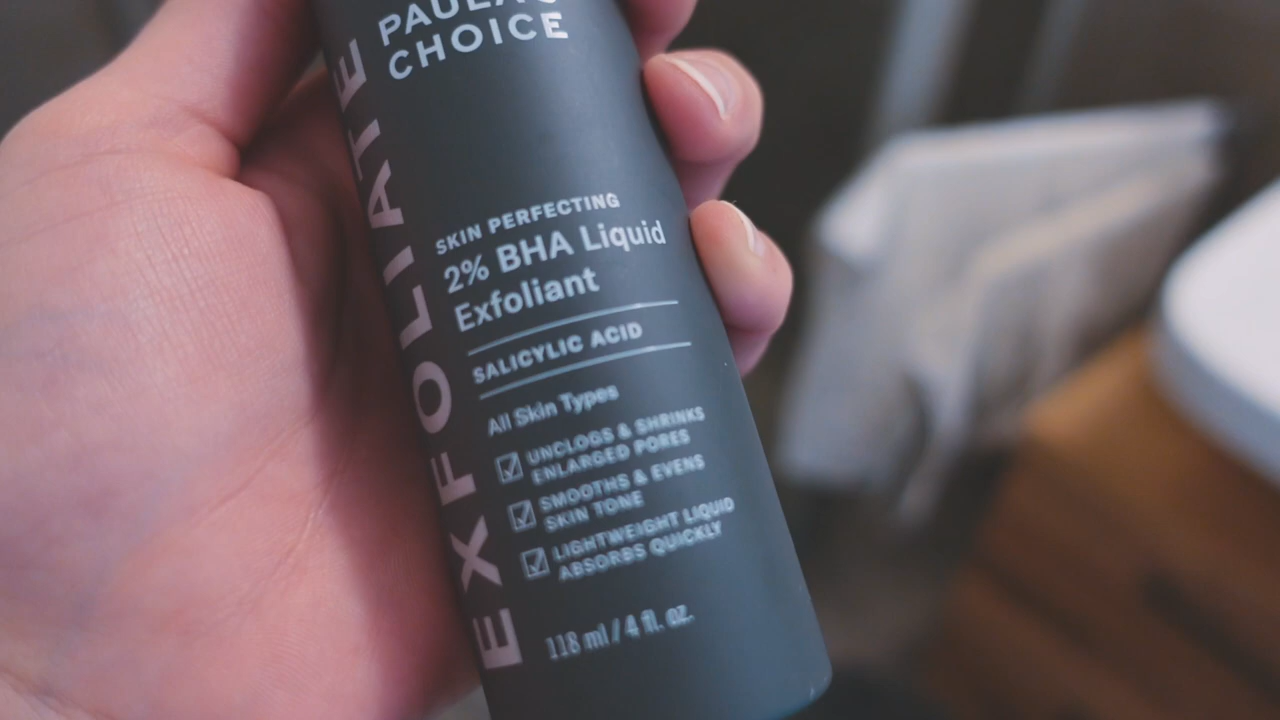 PAULA'S
CHOICE
EXFOLIATE
SKIN PERFECTING
2% BHA Liquid
Exfoliant
SALICYLIC ACID
All Skin Types
UNCLOGS & SHRINKS
ENLARGED PORES
SMOOTHS & EVENS
SKIN TONE
LIGHTWEIGHT LIQUID
ABSORBS QUICKLY
118 ml / 4 fl. oz.